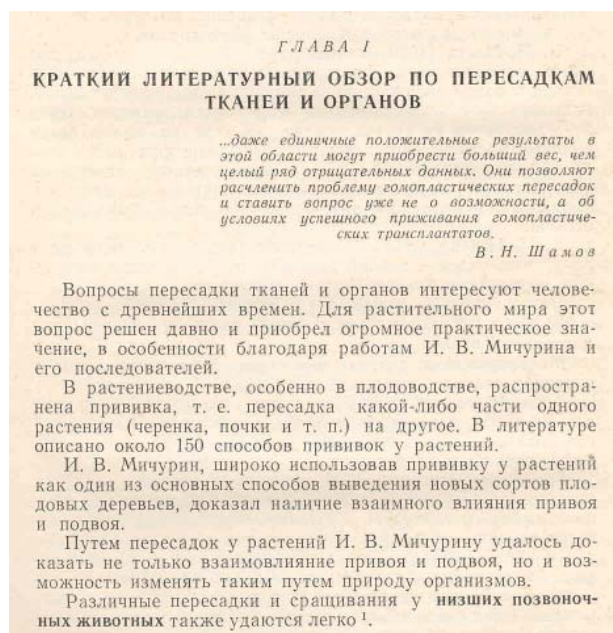 ГЛАВА I
КРАТКИЙ ЛИТЕРАТУРНЫЙ ОБЗОР ПО ПЕРЕСАДКАМ
ТКАНЕЙ И ОРГАНОВ
...даже единичные положительные результаты в
этой области могут приобрести больший вес, чем
целый ряд отрицательных данных. Они позволяют
расчленить проблему гомопластических пересадок
и ставить вопрос уже не о возможности, а об
условиях успешного приживания гомопластиче-
ских трансплантатов.
В. Н. Шамов
Вопросы пересадки тканей и органов интересуют челове-
чество с древнейших времен. Для растительного мира этот
вопрос решен давно и приобрел огромное практическое зна-
чение, в особенности благодаря работам И. В. Мичурина и
его последователей.
В растениеводстве, особенно в плодоводстве, распростра-
нена прививка, т. е. пересадка какой-либо части одного
растения (черенка, почки и т. п.) на другое. В литературе
описано около 150 способов прививок у растений.
И. В. Мичурин, широко использовав прививку у растений
как один из основных способов выведения новых сортов пло-
довых деревьев, доказал наличие взаимного влияния привоя
и подвоя.
Путем пересадок у растений И. В. Мичурину удалось до-
казать не только взаимовлияние привоя и подвоя, но и воз-
можность изменять таким путем природу организмов.
Различные пересадки и сращивания у низших позвоноч-
ных животных также удаются легко ¹.